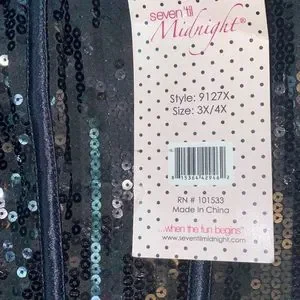 seven 'til
Midnight®
Style: 9127X
Size: 3X/4X
RN # 101533
Made in China
...when the fun begins™
www.seventilmidnight.com